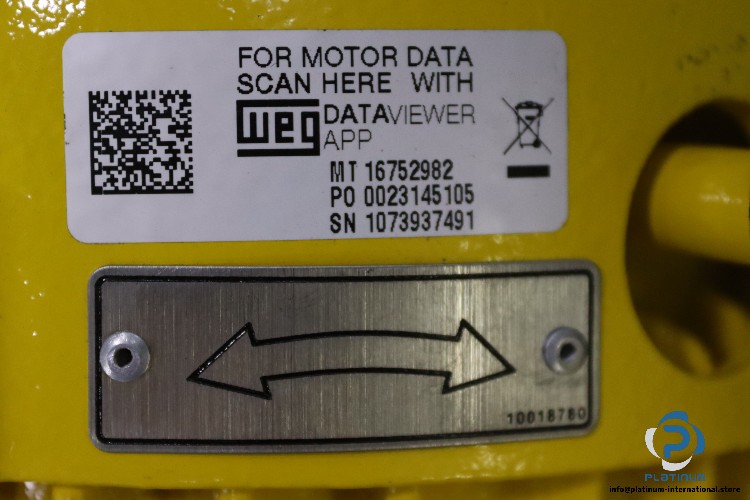 FOR MOTOR DATA
SCAN HERE WITH
WEG DATAVIEWER
APP
MT 16752982
PO 0023145105
SN 1073937491
10018780
PLATINUM
info@platinum-international.store